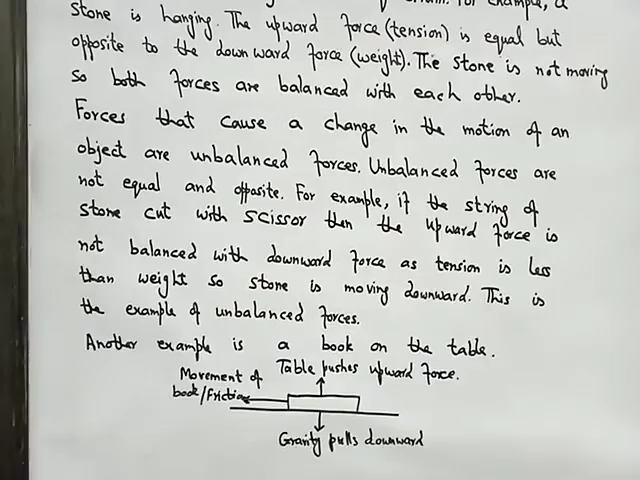 For example, a
stone is hanging. The upward force (tension) is equal but
opposite to the downward force (weight). The stone is not moving
so both forces are balanced with each other.
Forces that cause a change in the motion of an
object are unbalanced forces. Unbalanced forces are
not equal and opposite. For example, if the string of
stone cut with scissor then the upward force is
not balanced with downward force as tension is less
than weight so stone is moving downward. This is
the example of unbalanced forces.
Another example is a book on the table.
Movement of
book/Friction
Table pushes upward force.
Gravity pulls downward